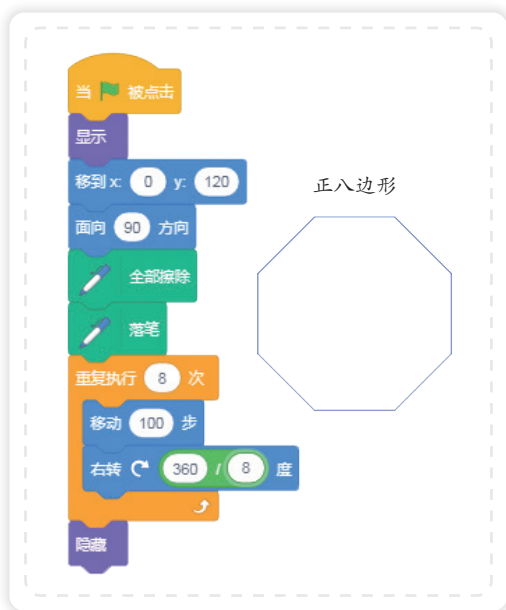 当 被点击
显示
移到 x: 0 y: 120
正八边形
面向 90 方向
全部擦除
落笔
重复执行 8 次
移动 100 步
右转 360 / 8 度
隐藏